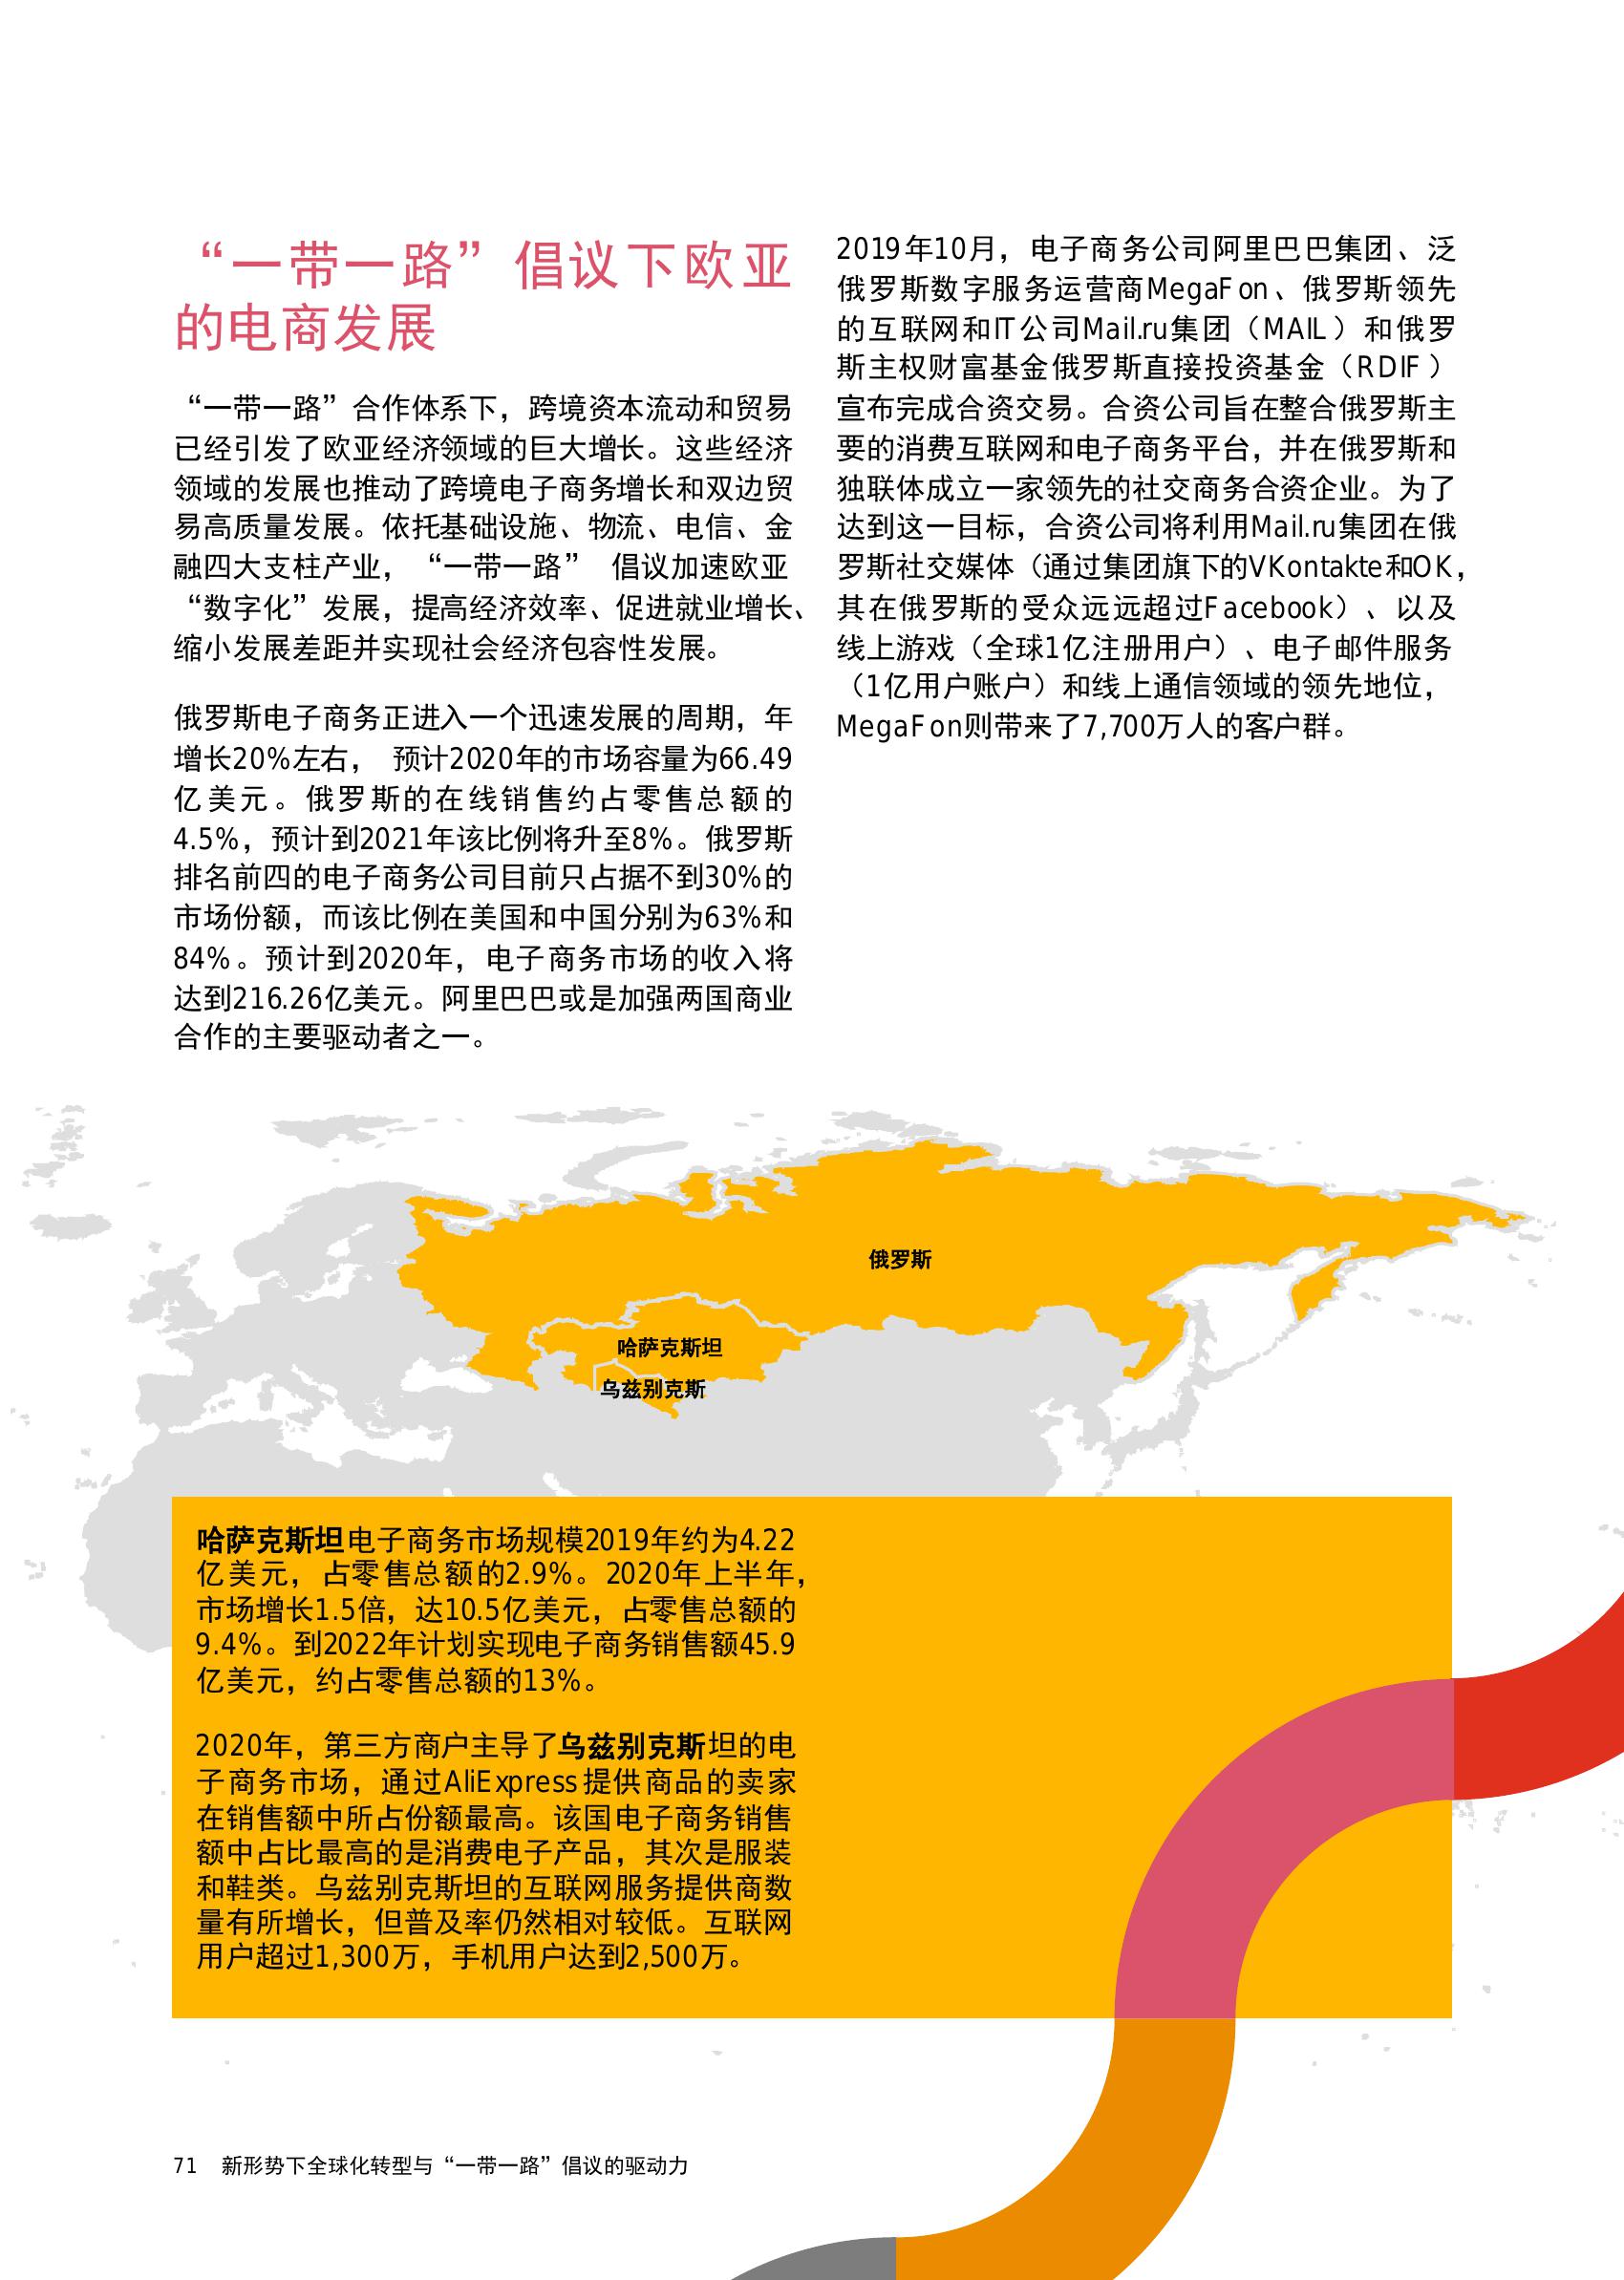 “一带一路”倡议下欧亚
的电商发展
“一带一路”合作体系下，跨境资本流动和贸易
已经引发了欧亚经济领域的巨大增长。这些经济
领域的发展也推动了跨境电子商务增长和双边贸
易高质量发展。依托基础设施、物流、电信、金
融四大支柱产业，“一带一路” 倡议加速欧亚
“数字化”发展，提高经济效率、促进就业增长、
缩小发展差距并实现社会经济包容性发展。
俄罗斯电子商务正进入一个迅速发展的周期，年
增长20%左右， 预计2020年的市场容量为66.49
亿美元。俄罗斯的在线销售约占零售总额的
4.5%，预计到2021年该比例将升至8%。俄罗斯
排名前四的电子商务公司目前只占据不到30%的
市场份额，而该比例在美国和中国分别为63%和
84%。预计到2020年，电子商务市场的收入将
达到216.26亿美元。阿里巴巴或是加强两国商业
合作的主要驱动者之一。
2019年10月，电子商务公司阿里巴巴集团、泛
俄罗斯数字服务运营商MegaFon、俄罗斯领先
的互联网和IT公司Mail.ru集团（MAIL）和俄罗
斯主权财富基金俄罗斯直接投资基金（RDIF）
宣布完成合资交易。合资公司旨在整合俄罗斯主
要的消费互联网和电子商务平台，并在俄罗斯和
独联体成立一家领先的社交商务合资企业。为了
达到这一目标，合资公司将利用Mail.ru集团在俄
罗斯社交媒体（通过集团旗下的VKontakte和OK，
其在俄罗斯的受众远远超过Facebook）、以及
线上游戏（全球1亿注册用户）、电子邮件服务
（1亿用户账户）和线上通信领域的领先地位，
MegaFon则带来了7,700万人的客户群。
俄罗斯
哈萨克斯坦
乌兹别克斯
哈萨克斯坦电子商务市场规模2019年约为4.22
亿美元，占零售总额的2.9%。2020年上半年，
市场增长1.5倍，达10.5亿美元，占零售总额的
9.4%。到2022年计划实现电子商务销售额45.9
亿美元，约占零售总额的13%。
2020年，第三方商户主导了乌兹别克斯坦的电
子商务市场，通过AliExpress提供商品的卖家
在销售额中所占份额最高。该国电子商务销售
额中占比最高的是消费电子产品，其次是服装
和鞋类。乌兹别克斯坦的互联网服务提供商数
量有所增长，但普及率仍然相对较低。互联网
用户超过1,300万，手机用户达到2,500万。
71 新形势下全球化转型与“一带一路”倡议的驱动力